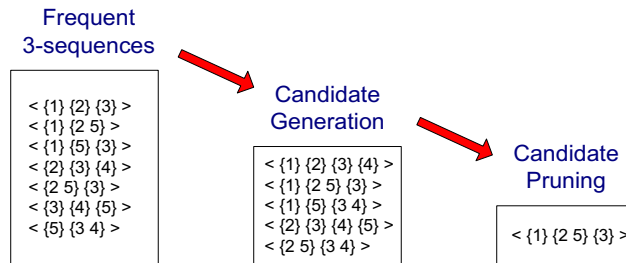 Frequent
3-sequences
< {1} {2} {3} >
< {1} {2 5} >
< {1} {5} {3} >
< {2} {3} {4} >
< {2 5} {3} >
< {3} {4} {5} >
< {5} {3 4} >
Candidate
Generation
< {1} {2} {3} {4} >
< {1} {2 5} {3} >
< {1} {5} {3 4} >
< {2} {3} {4} {5} >
< {2 5} {3 4} >
Candidate
Pruning
< {1} {2 5} {3} >